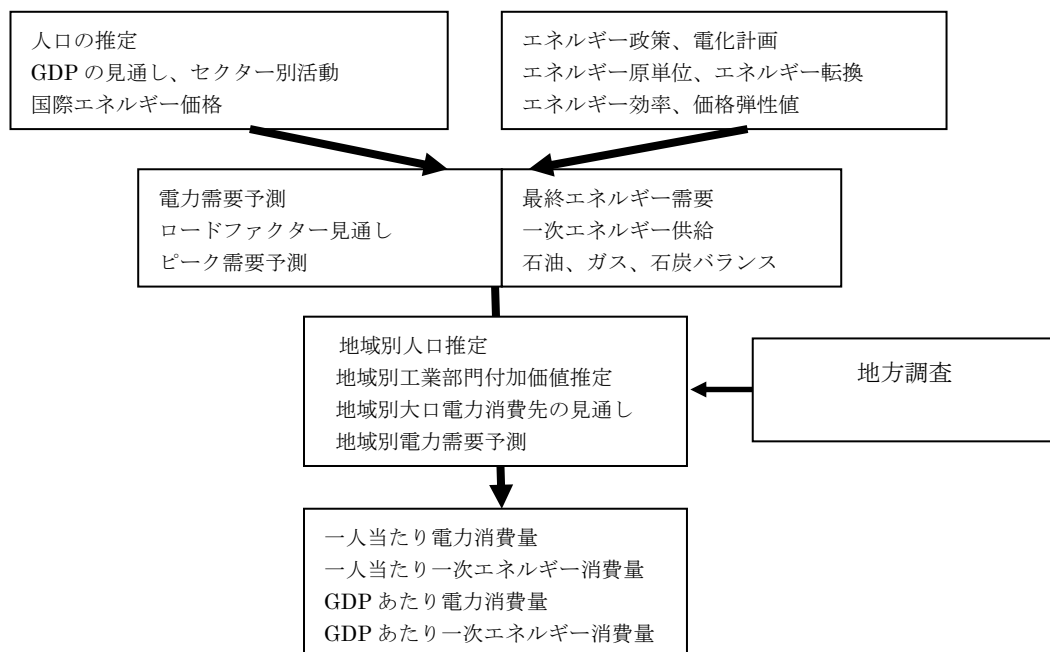 人口の推定
GDP の見通し、セクター別活動
国際エネルギー価格
エネルギー政策、電化計画
エネルギー原単位、エネルギー転換
エネルギー効率、価格弾性値
電力需要予測
ロードファクター見通し
ピーク需要予測
最終エネルギー需要
一次エネルギー供給
石油、ガス、石炭バランス
地域別人口推定
地域別工業部門付加価値推定
地域別大口電力消費先の見通し
地域別電力需要予測
地方調査
一人当たり電力消費量
一人当たり一次エネルギー消費量
GDP あたり電力消費量
GDP あたり一次エネルギー消費量